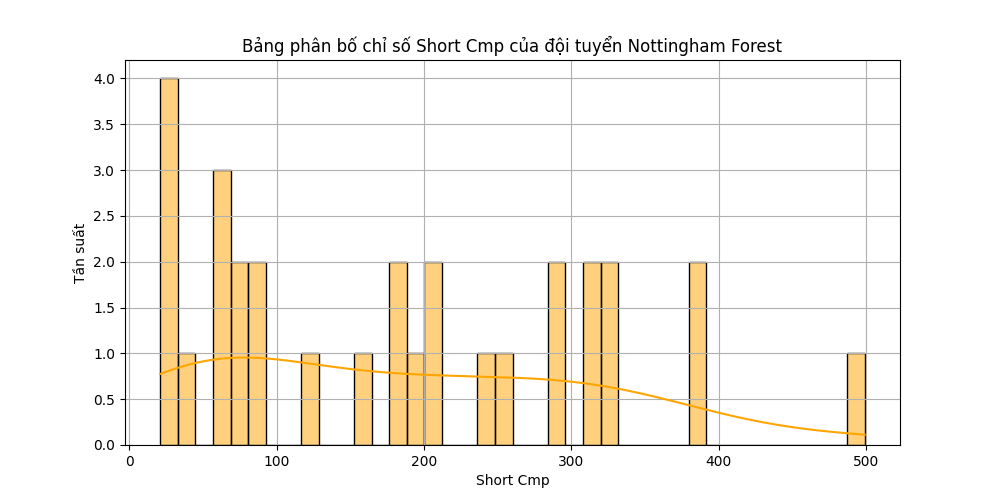 Bảng phân bố chỉ số Short Cmp của đội tuyển Nottingham Forest
Tần suất
4.0
3.5
3.0
2.5
2.0
1.5
1.0
0.5
0.0
0 100 200 300 400 500
Short Cmp